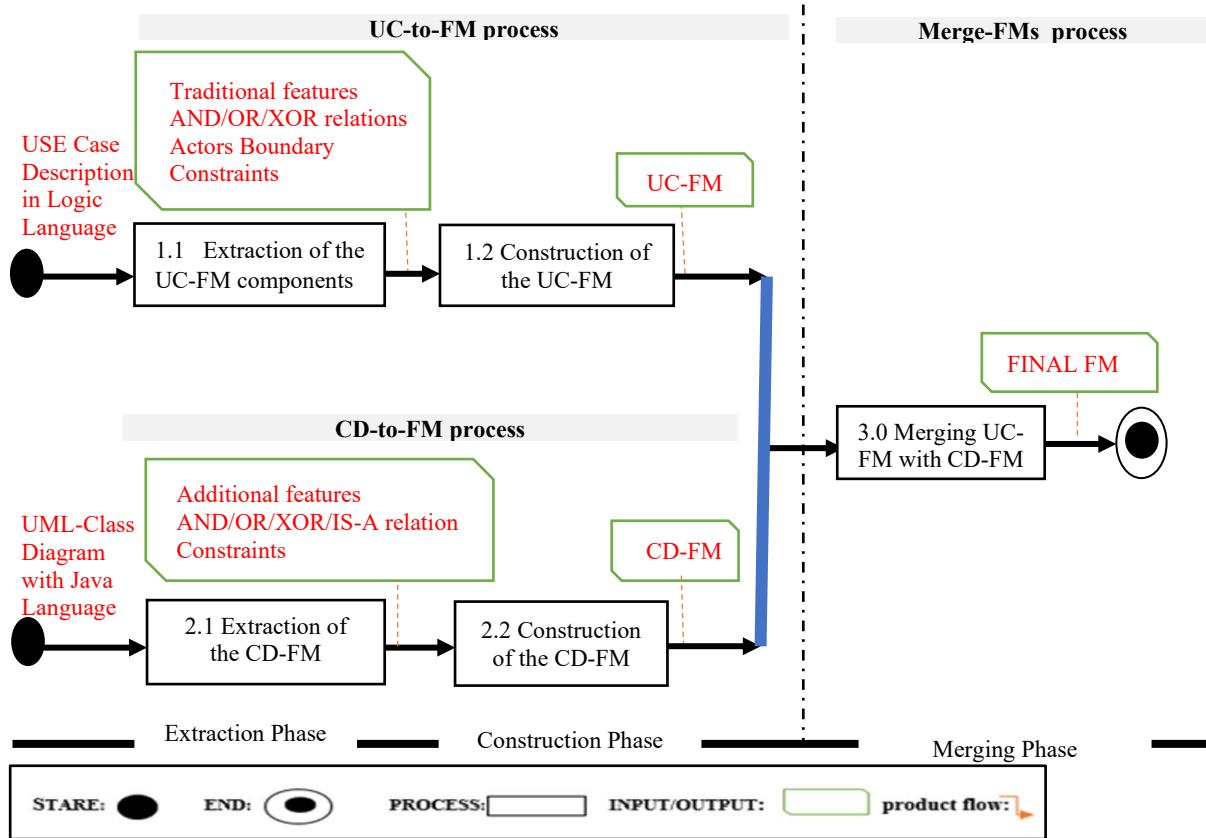 UC-to-FM process
Merge-FMs process
Traditional features
AND/OR/XOR relations
Actors Boundary
Constraints
USE Case
Description
in Logic
Language
UC-FM
1.1 Extraction of the
UC-FM components
1.2 Construction of
the UC-FM
FINAL FM
CD-to-FM process
3.0 Merging UC-
FM with CD-FM
Additional features
AND/OR/XOR/IS-A relation
Constraints
UML-Class
Diagram
with Java
Language
CD-FM
2.1 Extraction of
the CD-FM
2.2 Construction
of the CD-FM
Extraction Phase
Construction Phase
Merging Phase
STARE:
END:
PROCESS:
INPUT/OUTPUT:
product flow: